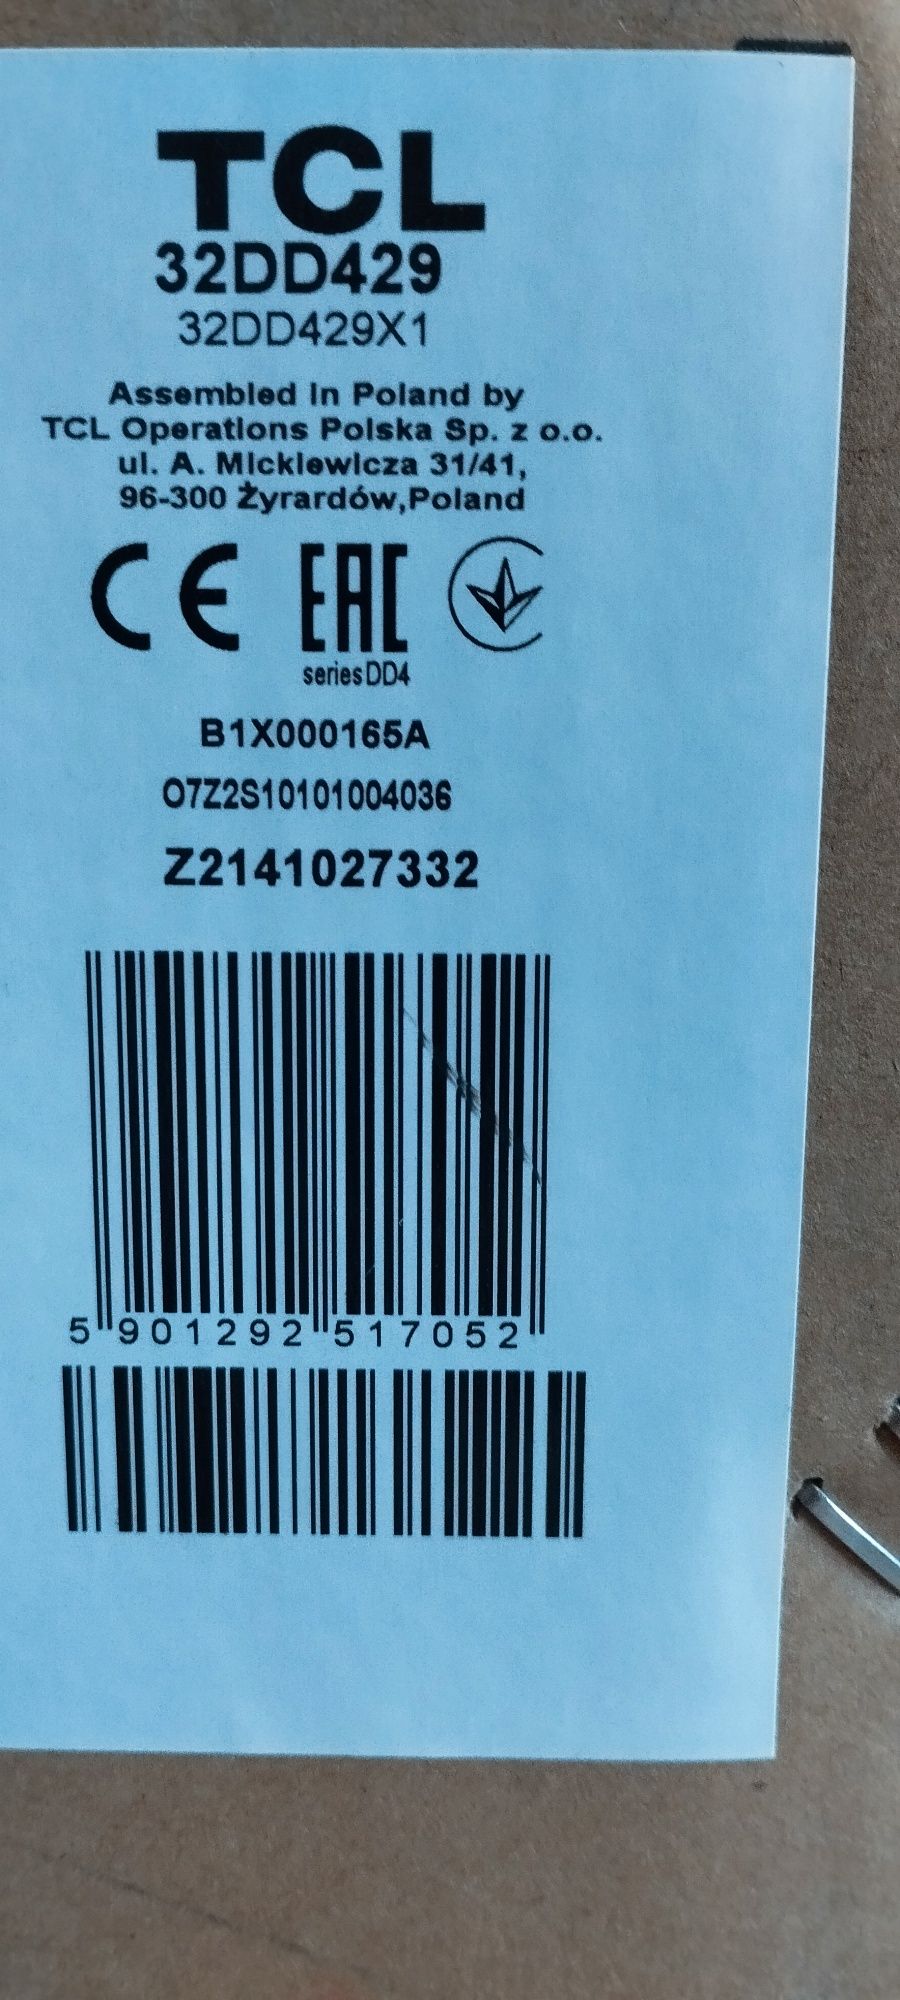 TCL
32DD429
32DD429X1
Assembled In Poland by
TCL Operations Polska Sp. z o.o.
ul. A. Mickiewicza 31/41,
96-300 Żyrardów,Poland
CE EAC
series DD4
B1X000165A
O7Z2S10101004036
Z2141027332
5 901292 517052